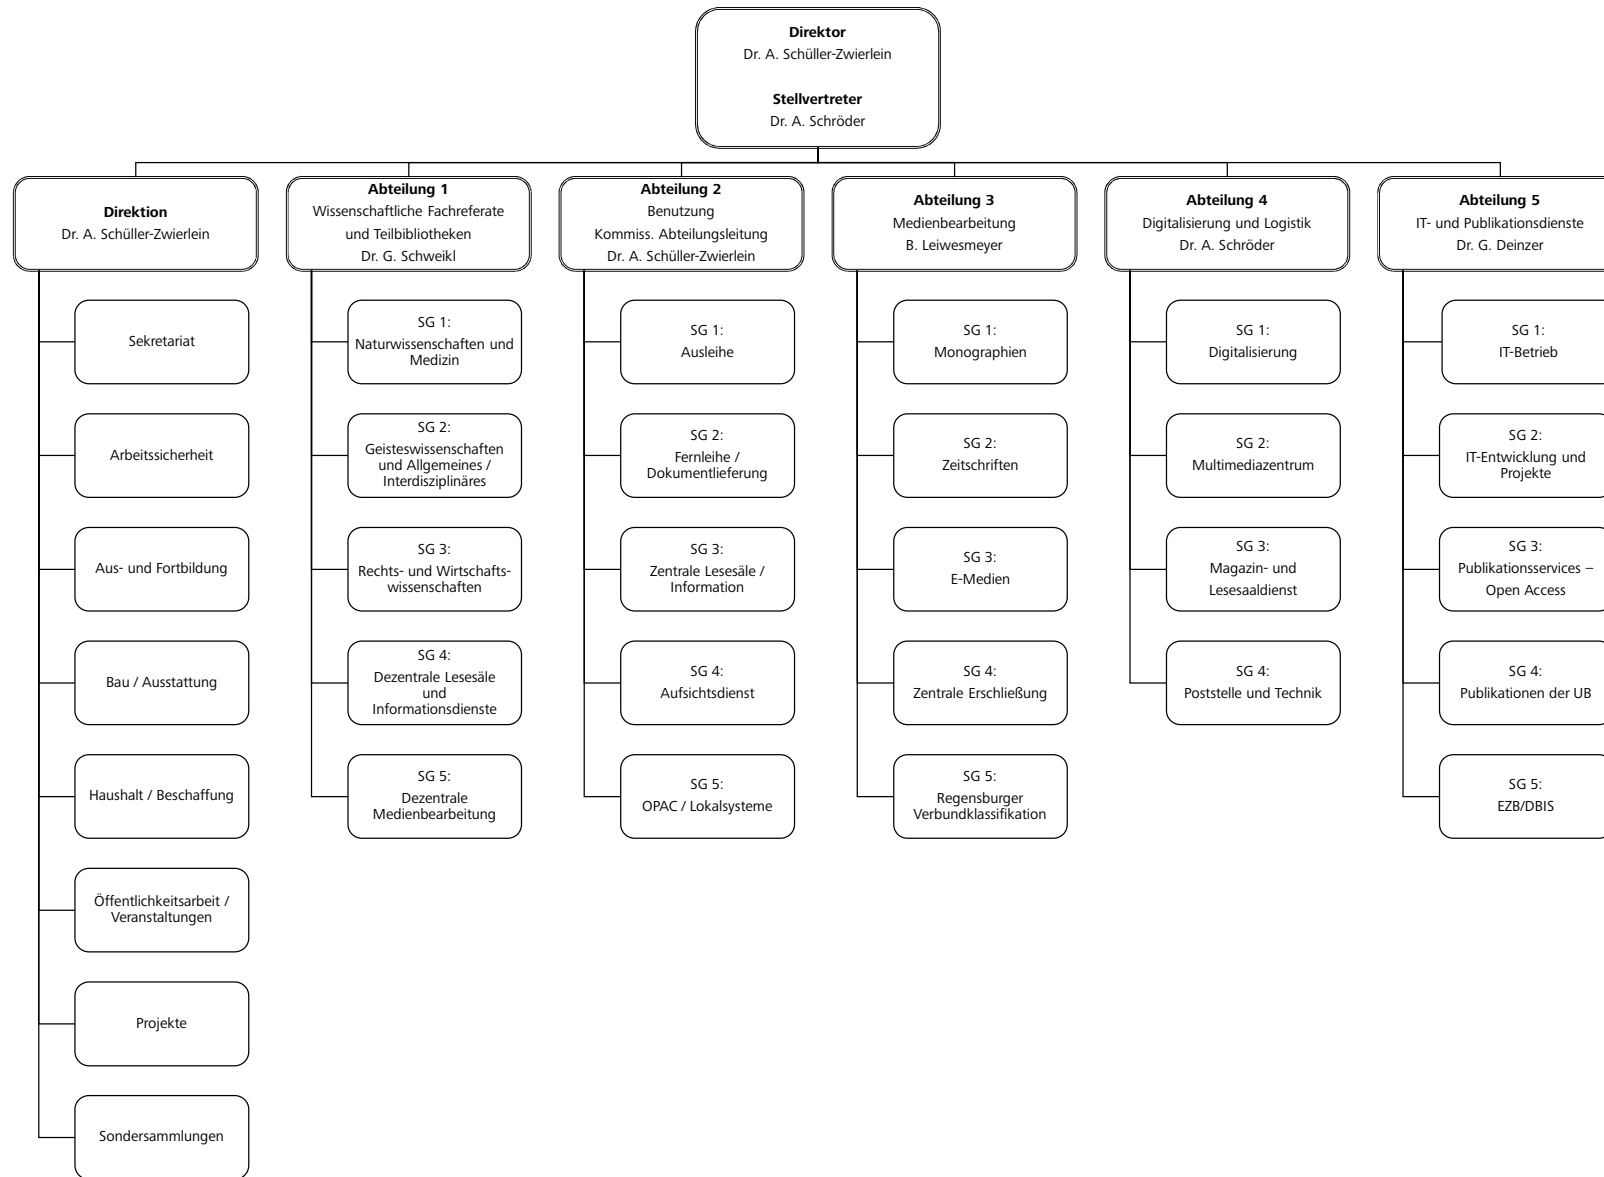 Direktor
Dr. A. Schüller-Zwierlein
Stellvertreter
Dr. A. Schröder
Direktion
Dr. A. Schüller-Zwierlein
Sekretariat
Arbeitssicherheit
Aus- und Fortbildung
Bau / Ausstattung
Haushalt / Beschaffung
Öffentlichkeitsarbeit /
Veranstaltungen
Projekte
Sondersammlungen
Abteilung 1
Wissenschaftliche Fachreferate
und Teilbibliotheken
Dr. G. Schweikl
SG 1:
Naturwissenschaften und
Medizin
SG 2:
Geisteswissenschaften
und Allgemeines /
Interdisziplinäres
SG 3:
Rechts- und Wirtschafts-
wissenschaften
SG 4:
Dezentrale Lesesäle
und
Informationsdienste
SG 5:
Dezentrale
Medienbearbeitung
Abteilung 2
Benutzung
Kommiss. Abteilungsleitung
Dr. A. Schüller-Zwierlein
SG 1:
Ausleihe
SG 2:
Fernleihe /
Dokumentlieferung
SG 3:
Zentrale Lesesäle /
Information
SG 4:
Aufsichtsdienst
SG 5:
OPAC / Lokalsysteme
Abteilung 3
Medienbearbeitung
B. Leiwesmeyer
SG 1:
Monographien
SG 2:
Zeitschriften
SG 3:
E-Medien
SG 4:
Zentrale Erschließung
SG 5:
Regensburger
Verbundklassifikation
Abteilung 4
Digitalisierung und Logistik
Dr. A. Schröder
SG 1:
Digitalisierung
SG 2:
Multimediazentrum
SG 3:
Magazin- und
Lesesaaldienst
SG 4:
Poststelle und Technik
Abteilung 5
IT- und Publikationsdienste
Dr. G. Deinzer
SG 1:
IT-Betrieb
SG 2:
IT-Entwicklung und
Projekte
SG 3:
Publikationsservices –
Open Access
SG 4:
Publikationen der UB
SG 5:
EZB/DBIS